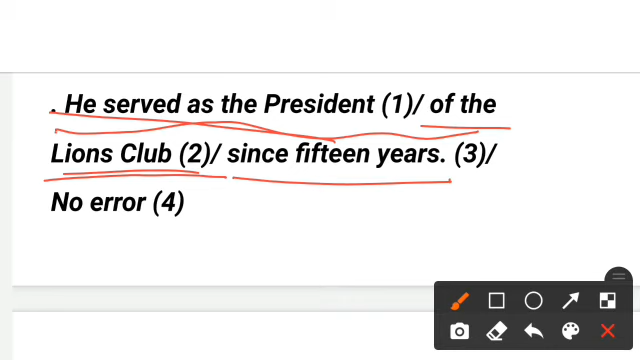 . He served as the President (1)/ of the
Lions Club (2)/ since fifteen years. (3)/
No error (4)